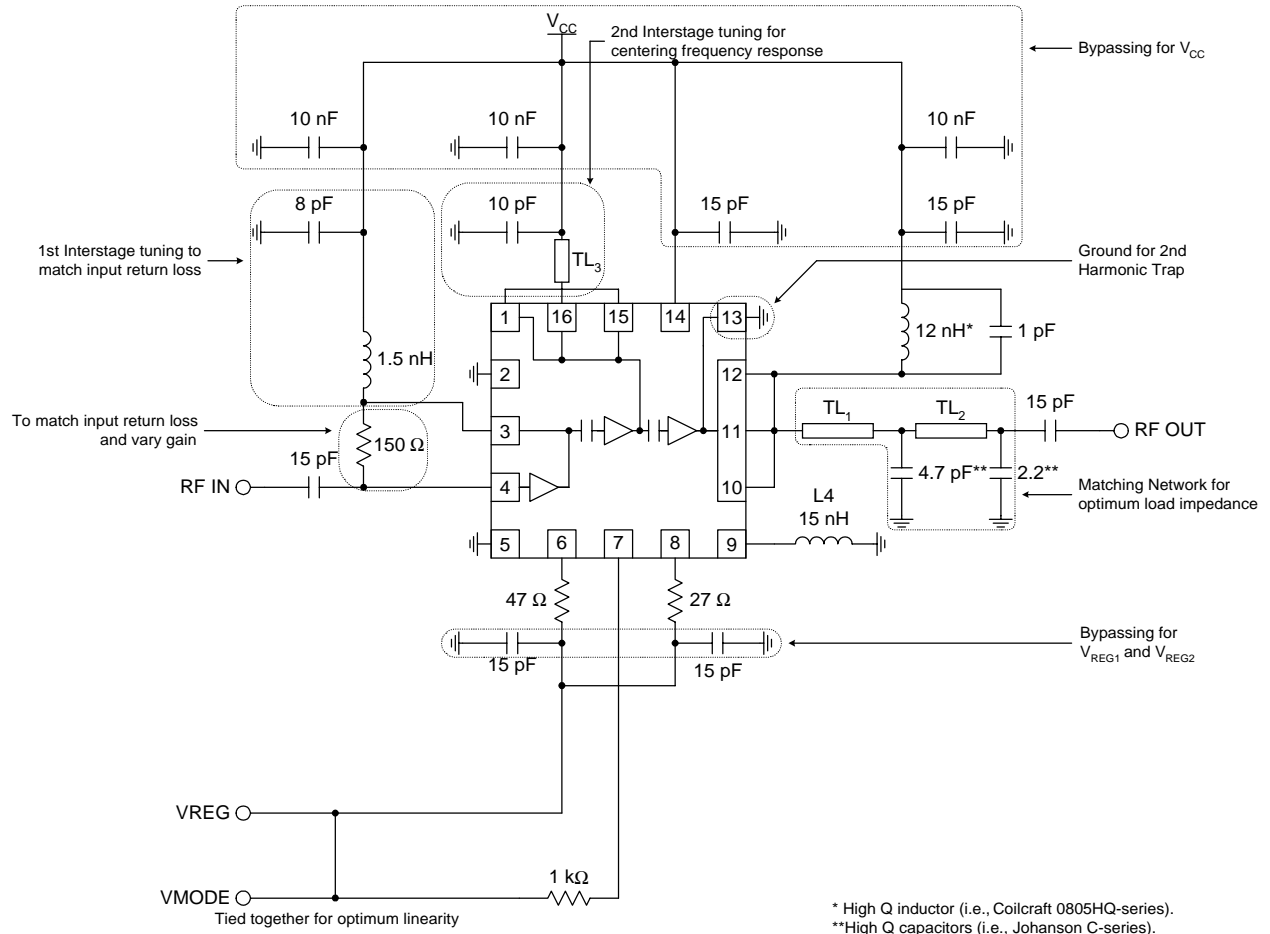 V_CC
2nd Interstage tuning for
centering frequency response
Bypassing for V_CC
10 nF
10 nF
10 nF
8 pF
10 pF
15 pF
15 pF
1st Interstage tuning to
match input return loss
TL_3
Ground for 2nd
Harmonic Trap
1
16
15
14
13
1.5 nH
12 nH*
1 pF
2
12
To match input return loss
and vary gain
150 Ω
3
11
TL_1
TL_2
15 pF
RF OUT
15 pF
RF IN
4
10
4.7 pF**
2.2**
Matching Network for
optimum load impedance
L4
15 nH
5
6
7
8
9
47 Ω
27 Ω
15 pF
15 pF
Bypassing for
V_REG1 and V_REG2
VREG
1 kΩ
VMODE
Tied together for optimum linearity
* High Q inductor (i.e., Coilcraft 0805HQ-series).
**High Q capacitors (i.e., Johanson C-series).